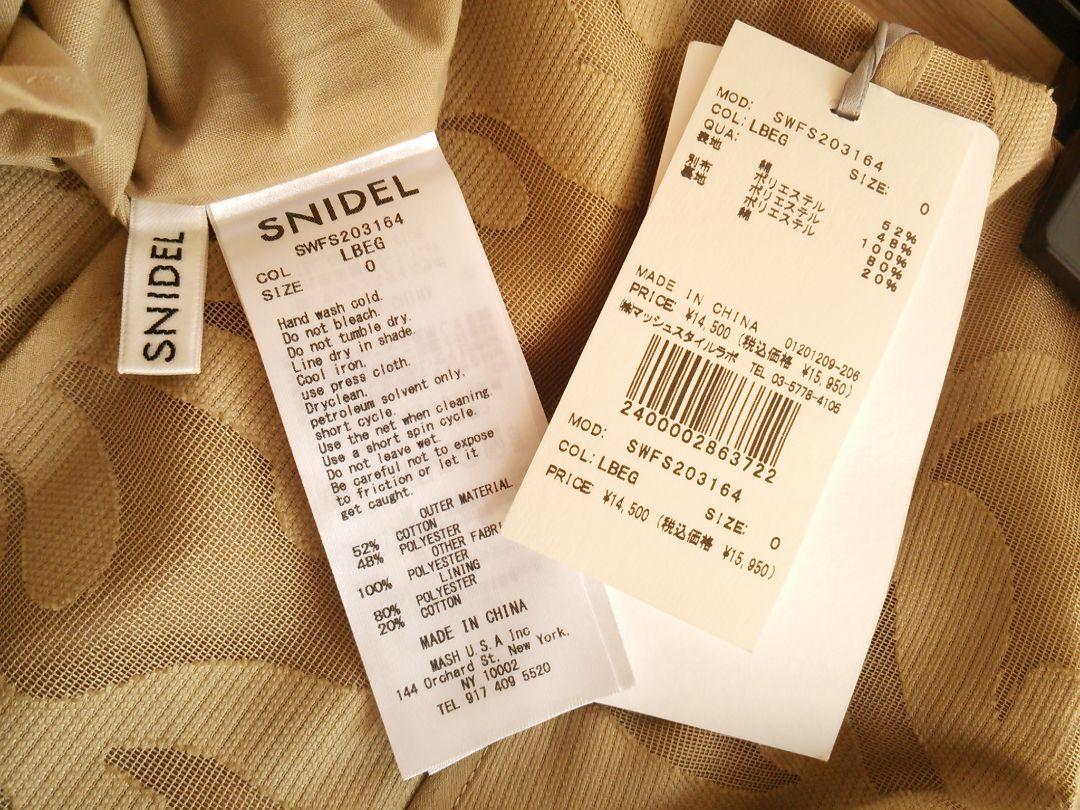 SNIDEL
SNIDEL
SWFS203164
COL LBEG
SIZE 0
Hand wash cold.
Do not bleach.
Do not tumble dry.
Line dry in shade.
Cool iron.
use press cloth.
Dryclean.
petroleum solvent only.
short cycle.
Use the net when cleaning.
Use a short spin cycle.
Do not leave wet.
Be careful not to expose
to friction or let it
get caught.
OUTER MATERIAL
52% COTTON
48% POLYESTER
OTHER FABRI
100% POLYESTER
LINING
80% POLYESTER
20% COTTON
MADE IN CHINA
MASH U.S.A Inc
144 Orchard St. New York,
NY 10002
TEL 917 409 5520
MOD: SWFS203164
COL: LBEG SIZE: 0
QUA:
表地 綿 52%
ポリエステル 48%
別布 ポリエステル 100%
裏地 ポリエステル 80%
綿 20%
MADE IN CHINA 01201209-206
PRICE: ¥14,500 (税込価格 ¥15,950)
㈱マッシュスタイルラボ TEL 03-5778-4105
2400002863722
MOD: SWFS203164
COL: LBEG SIZE: 0
PRICE: ¥14,500 (税込価格 ¥15,950)